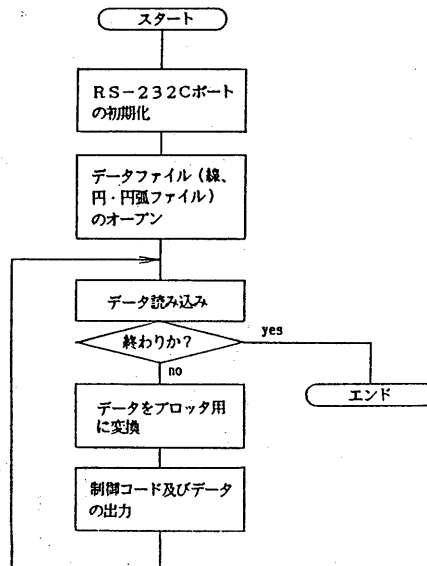 スタート
RS-232Cポート
の初期化
データファイル(線、
円・円弧ファイル)
のオープン
データ読み込み
終わりか?
yes
no
エンド
データをプロッタ用
に変換
制御コード及びデータ
の出力